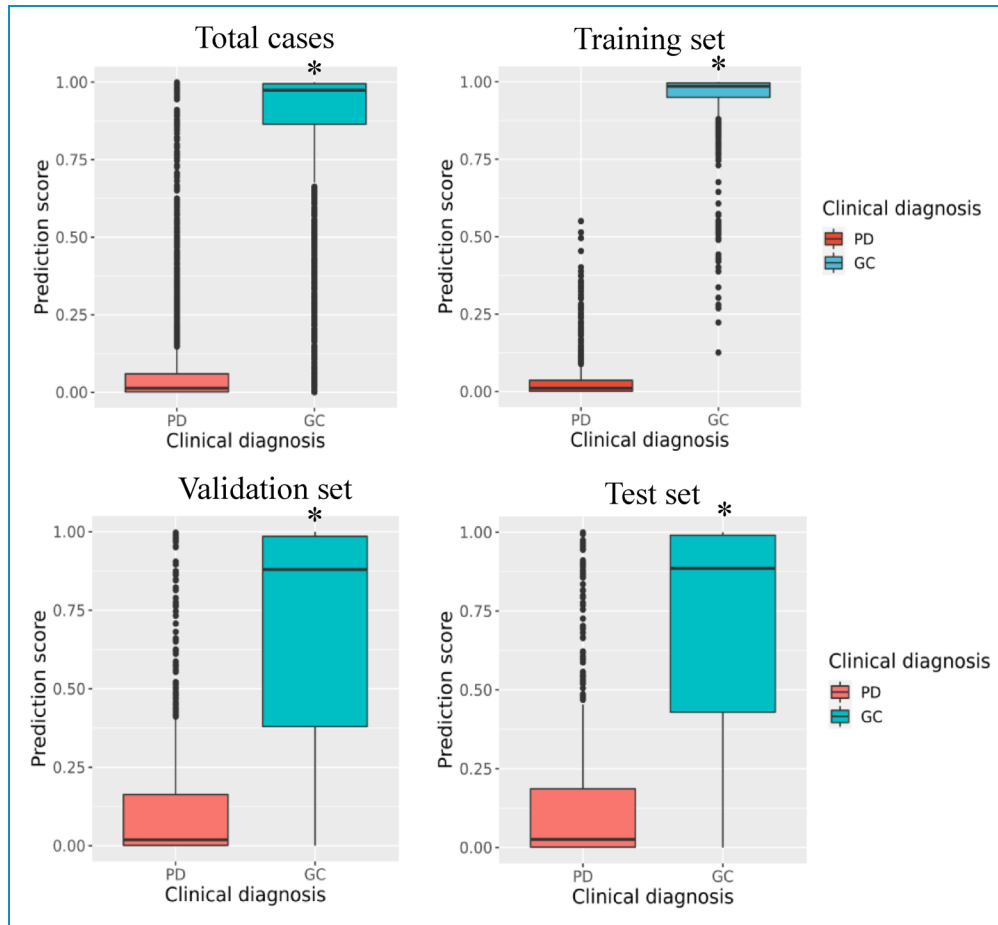 Total cases
*
1.00
0.75
0.50
0.25
0.00
Prediction score
PD GC
Clinical diagnosis
Training set
*
1.00
0.75
0.50
0.25
0.00
Prediction score
PD GC
Clinical diagnosis
Clinical diagnosis
PD
GC
Validation set
*
1.00
0.75
0.50
0.25
0.00
Prediction score
PD GC
Clinical diagnosis
Test set
*
1.00
0.75
0.50
0.25
0.00
Prediction score
PD GC
Clinical diagnosis
Clinical diagnosis
PD
GC